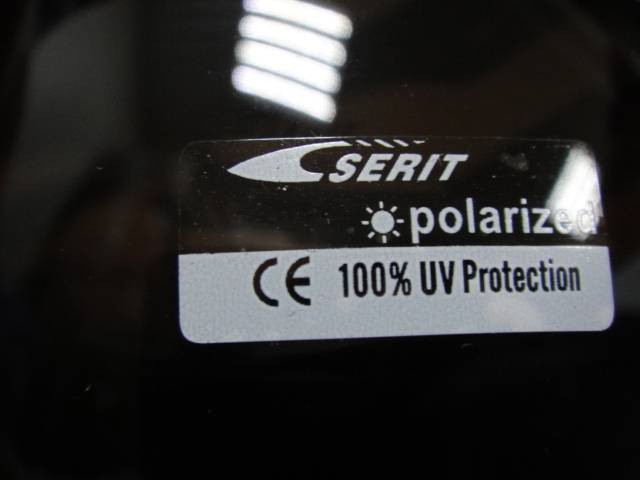 SERIT
polarized
CE 100% UV Protection